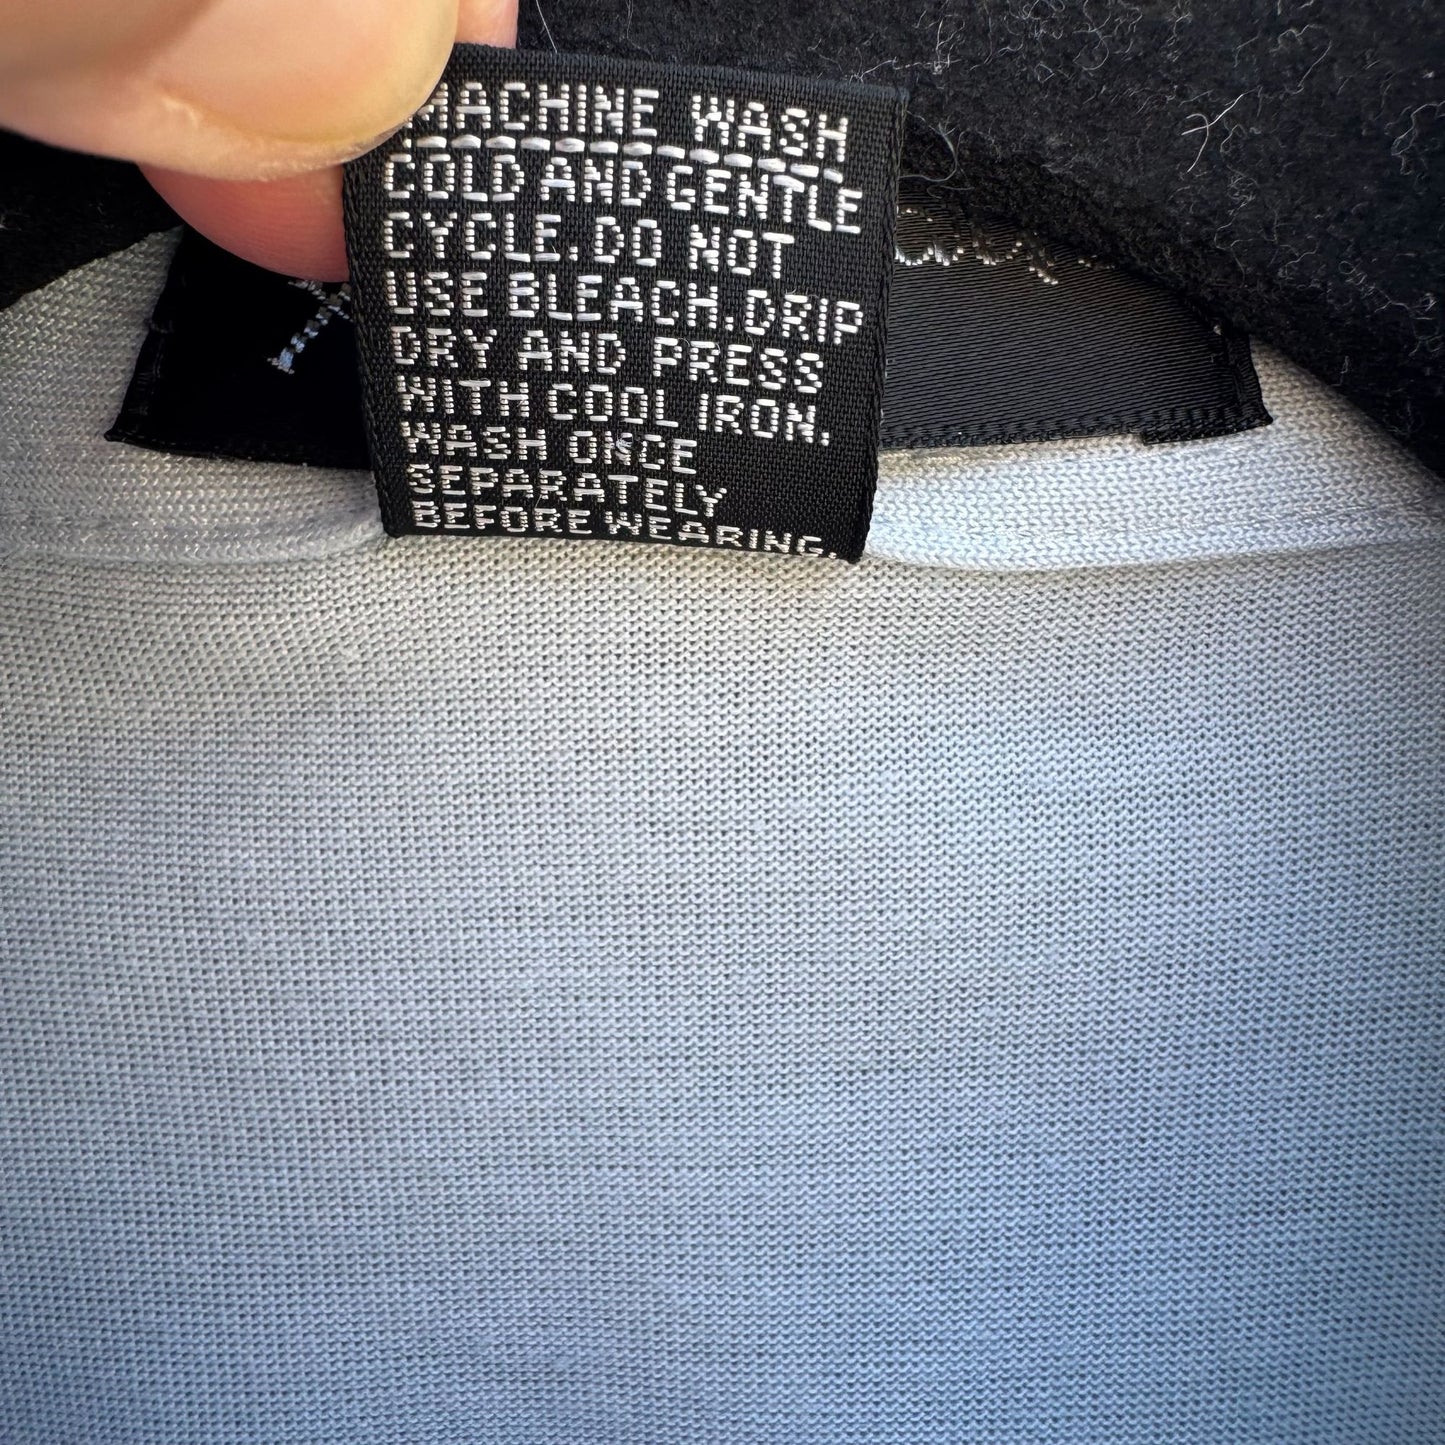 MACHINE WASH
COLD AND GENTLE
CYCLE. DO NOT
USE BLEACH. DRIP
DRY AND PRESS
WITH COOL IRON.
WASH ONCE
SEPARATELY
BEFORE WEARING.